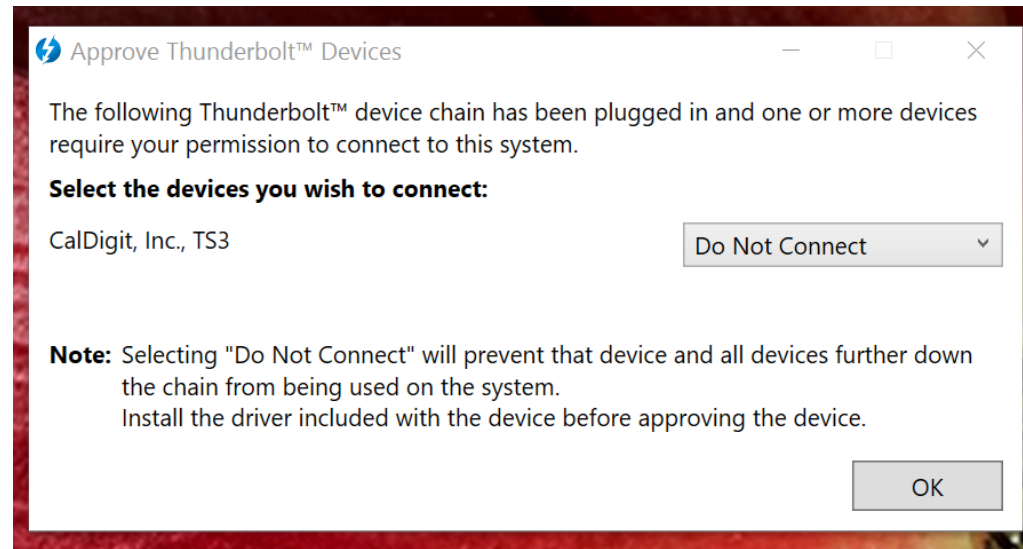 Approve Thunderbolt™ Devices
The following Thunderbolt™ device chain has been plugged in and one or more devices
require your permission to connect to this system.
Select the devices you wish to connect:
CalDigit, Inc., TS3 Do Not Connect
Note: Selecting "Do Not Connect" will prevent that device and all devices further down
the chain from being used on the system.
Install the driver included with the device before approving the device.
OK